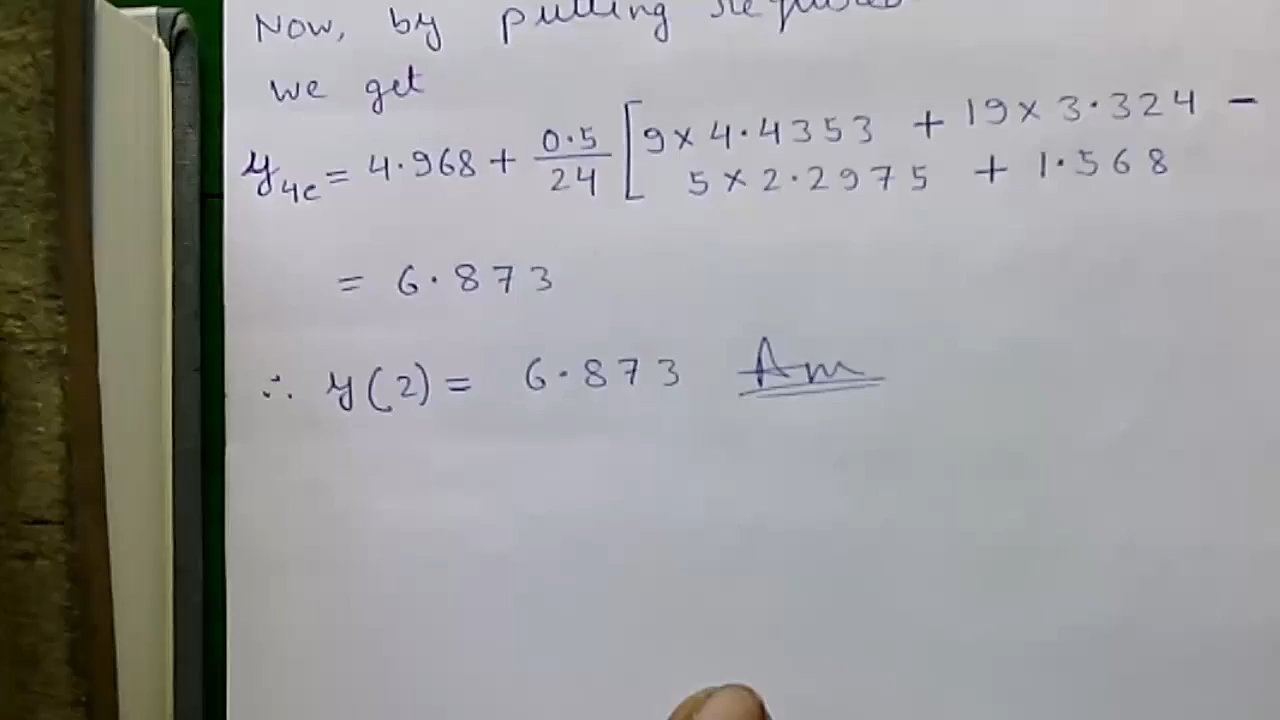 Now, by putting
we get
y4c = 4.968 + 0.5/24 [9 × 4.4353 + 19 × 3.324 -
5 × 2.2975 + 1.568
= 6.873
∴ y(2) = 6.873 Ans